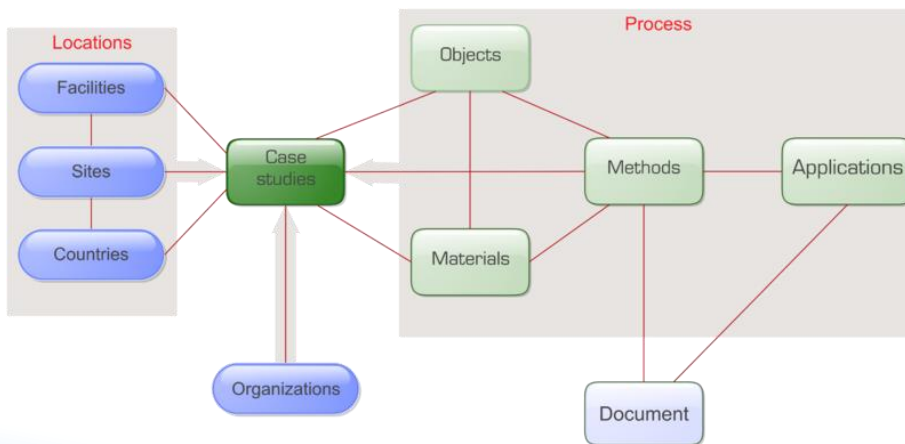 Locations
Process
Facilities
Objects
Sites
Case
studies
Methods
Applications
Countries
Materials
Organizations
Document